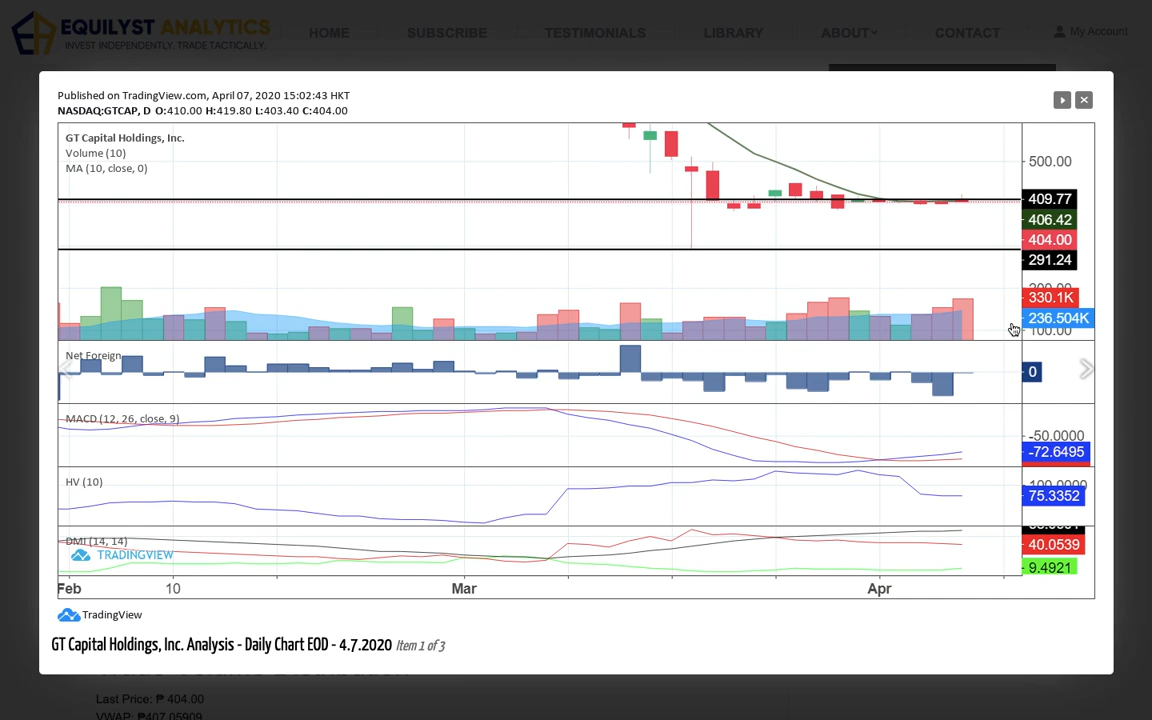 EQUILYST ANALYTICS
INVEST INDEPENDENTLY. TRADE TACTICALLY.
HOME
SUBSCRIBE
TESTIMONIALS
LIBRARY
ABOUT
CONTACT
My Account
Published on TradingView.com, April 07, 2020 15:02:43 HKT
NASDAQ:GTCAP, D O:410.00 H:419.80 L:403.40 C:404.00
GT Capital Holdings, Inc.
Volume (10)
MA (10, close, 0)
500.00
409.77
406.42
404.00
291.24
330.1K
236.504K
100.00
Net Foreign
0
MACD (12, 26, close, 9)
-50.0000
-72.6495
HV (10)
75.3352
DMI (14, 14)
TRADINGVIEW
40.0539
9.4921
Feb
10
Mar
Apr
TradingView
GT Capital Holdings, Inc. Analysis - Daily Chart EOD - 4.7.2020 Item 1 of 3
Last Price: ₱ 404.00
VWAP: ₱407.05909